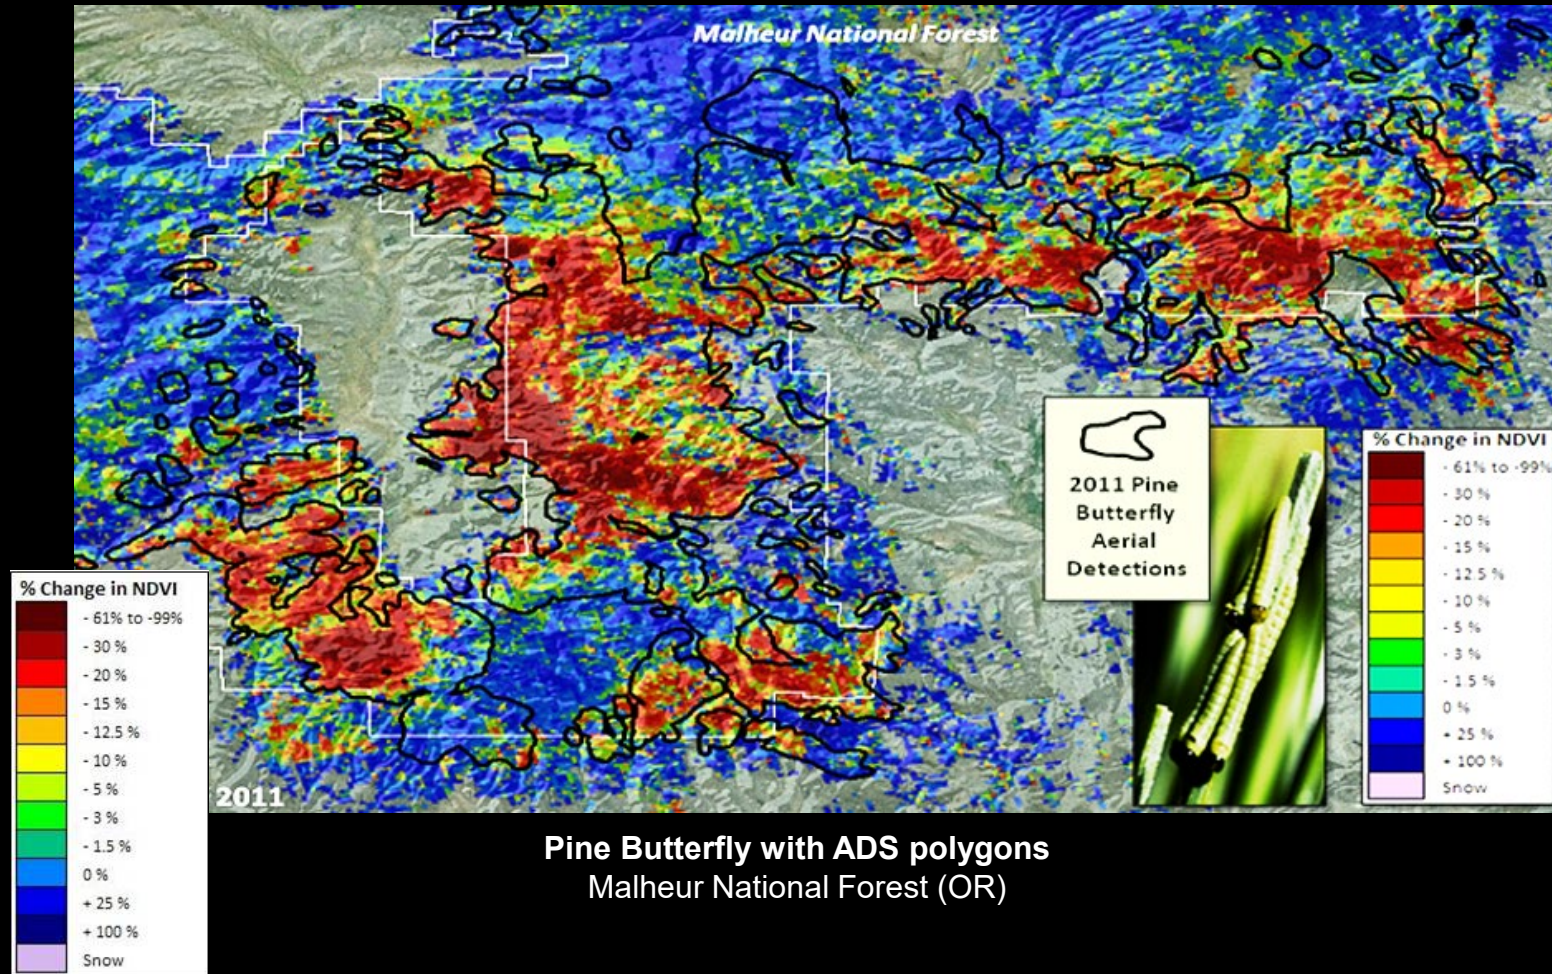 Malheur National Forest
2011 Pine
Butterfly
Aerial
Detections
% Change in NDVI
- 61% to -99%
- 30 %
- 20 %
- 15 %
- 12.5 %
- 10 %
- 5 %
- 3 %
- 1.5 %
0 %
+ 25 %
+ 100 %
Snow
% Change in NDVI
- 61% to -99%
- 30 %
- 20 %
- 15 %
- 12.5 %
- 10 %
- 5 %
- 3 %
- 1.5 %
0 %
+ 25 %
+ 100 %
Snow
2011
Pine Butterfly with ADS polygons
Malheur National Forest (OR)